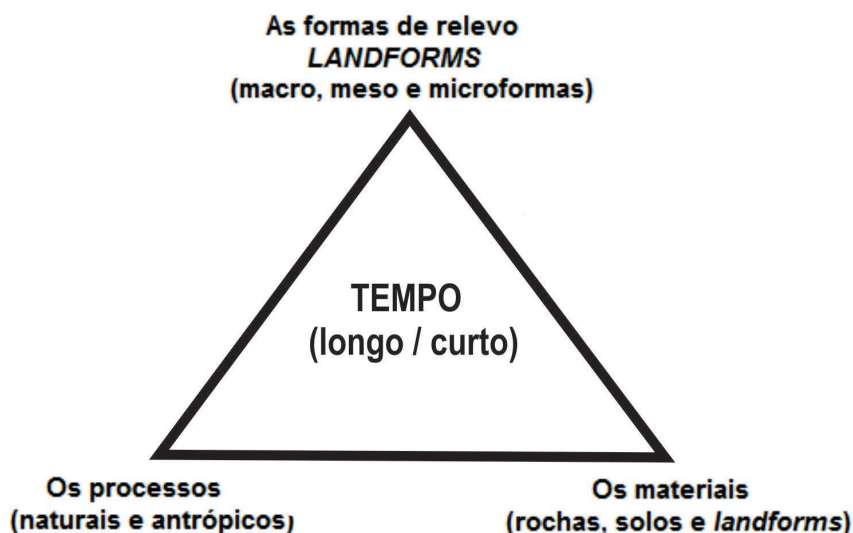 As formas de relevo
LANDFORMS
(macro, meso e microformas)
TEMPO
(longo / curto)
Os processos
(naturais e antrópicos)
Os materiais
(rochas, solos e landforms)